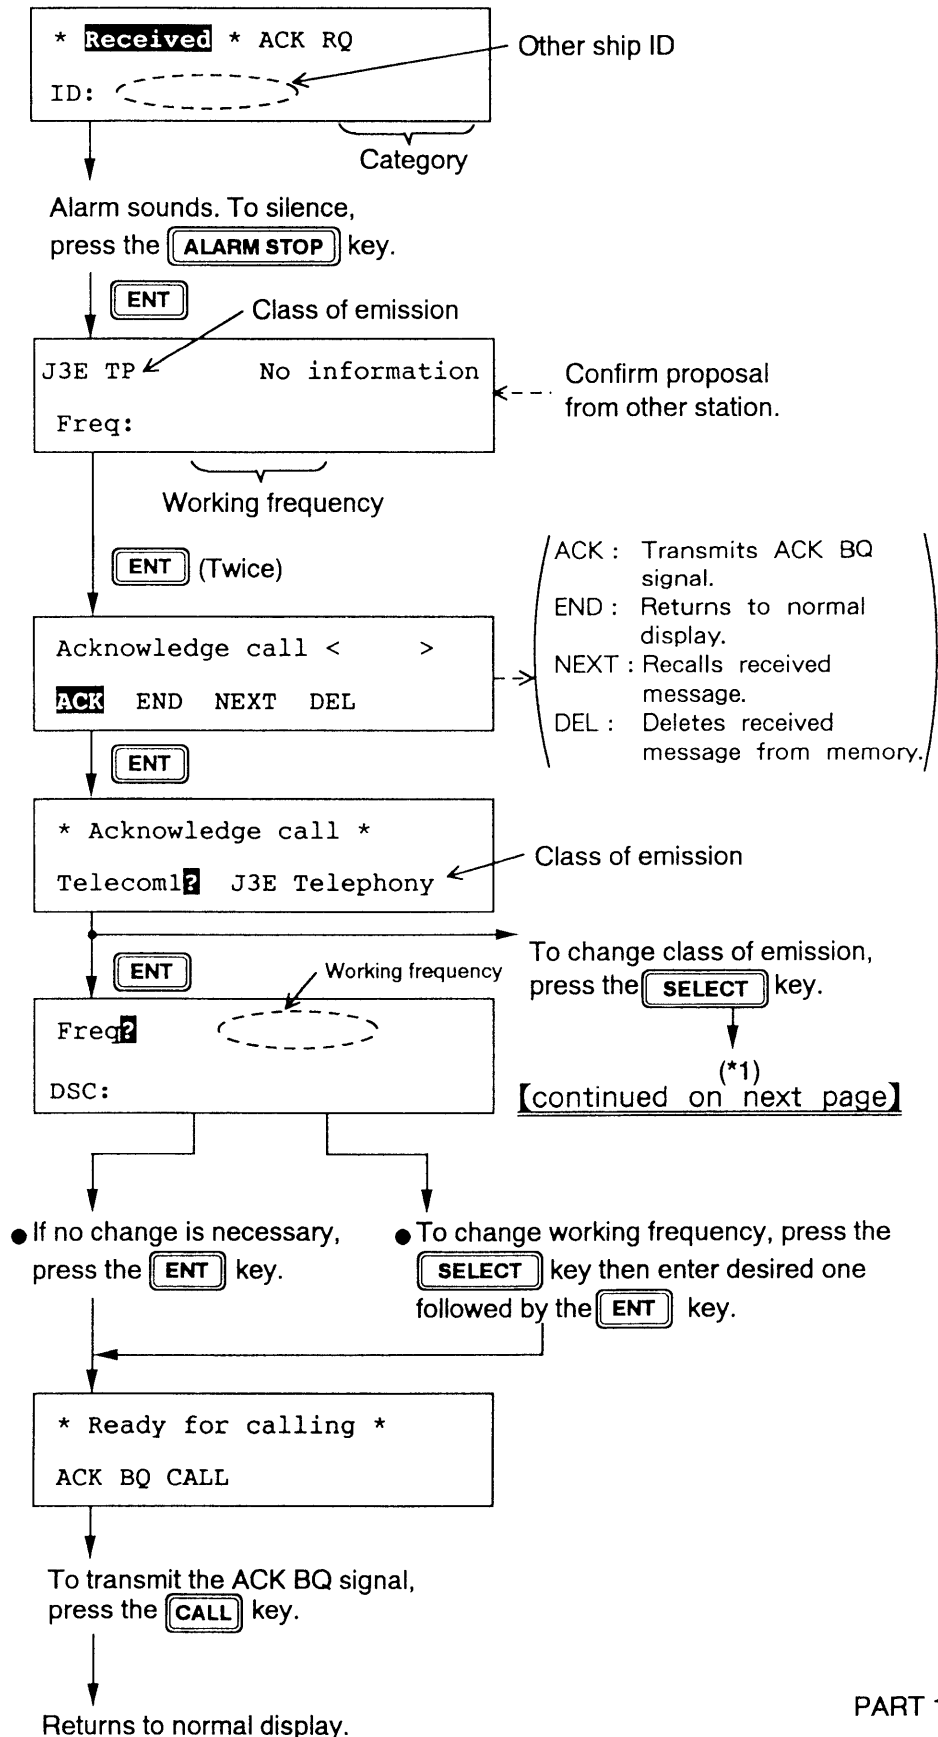 * Received * ACK RQ
Other ship ID
ID:
Category
Alarm sounds. To silence,
press the ALARM STOP key.
ENT
Class of emission
J3E TP No information
Confirm proposal
from other station.
Freq:
Working frequency
ENT (Twice)
ACK : Transmits ACK BQ
signal.
END : Returns to normal
display.
NEXT : Recalls received
message.
DEL : Deletes received
message from memory.
Acknowledge call < >
ACK END NEXT DEL
ENT
* Acknowledge call *
Class of emission
Telecom1? J3E Telephony
To change class of emission,
press the SELECT key.
(*1)
【continued on next page】
ENT
Working frequency
Freq?
DSC:
● If no change is necessary,
press the ENT key.
● To change working frequency, press the
SELECT key then enter desired one
followed by the ENT key.
* Ready for calling *
ACK BQ CALL
To transmit the ACK BQ signal,
press the CALL key.
Returns to normal display.
PART 1